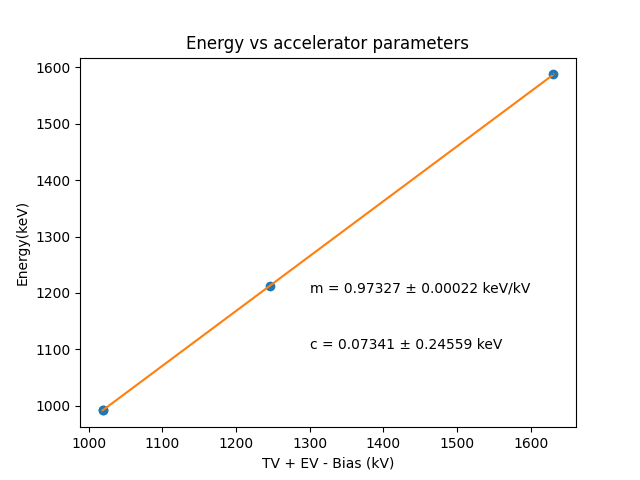 Energy vs accelerator parameters
1600
1500
1400
1300
1200
1100
1000
Energy(keV)
m = 0.97327 ± 0.00022 keV/kV
c = 0.07341 ± 0.24559 keV
1000 1100 1200 1300 1400 1500 1600
TV + EV - Bias (kV)